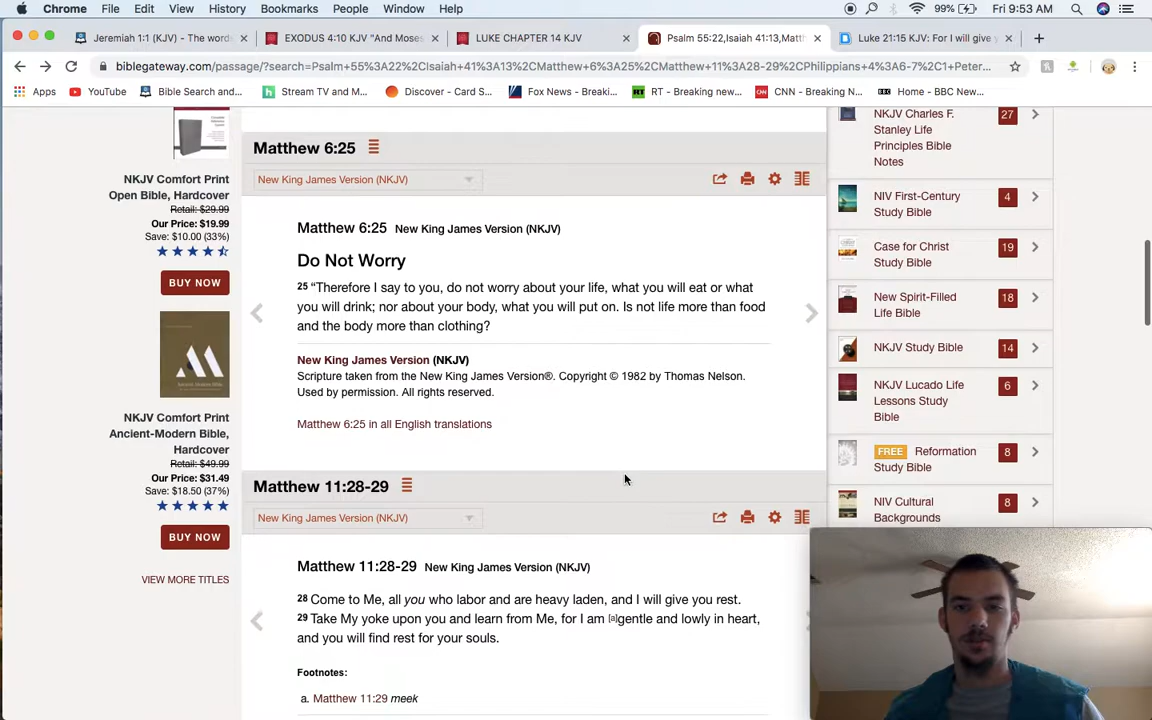 Chrome File Edit View History Bookmarks People Window Help 99% Fri 9:53 AM
Jeremiah 1:1 (KJV) - The words EXODUS 4:10 KJV "And Moses LUKE CHAPTER 14 KJV Psalm 55:22,Isaiah 41:13,Matt Luke 21:15 KJV: For I will give y
biblegateway.com/passage/?search=Psalm 55%3A22%2CIsaiah 41%3A13%2CMatthew 6%3A25%2CMatthew 11%3A28-29%2CPhilippians 4%3A6-7%2C1 Peter...
Apps YouTube Bible Search and... Stream TV and M... Discover - Card S... Fox News - Breaki... RT - Breaking new... CNN - Breaking N... Home - BBC New...
NKJV Comfort Print
Open Bible, Hardcover
Retail: $29.99
Our Price: $19.99
Save: $10.00 (33%)
BUY NOW
NKJV Comfort Print
Ancient-Modern Bible,
Hardcover
Retail: $49.99
Our Price: $31.49
Save: $18.50 (37%)
BUY NOW
VIEW MORE TITLES
Matthew 6:25
New King James Version (NKJV)
Matthew 6:25 New King James Version (NKJV)
Do Not Worry
25 “Therefore I say to you, do not worry about your life, what you will eat or what
you will drink; nor about your body, what you will put on. Is not life more than food
and the body more than clothing?
New King James Version (NKJV)
Scripture taken from the New King James Version®. Copyright © 1982 by Thomas Nelson.
Used by permission. All rights reserved.
Matthew 6:25 in all English translations
Matthew 11:28-29
New King James Version (NKJV)
Matthew 11:28-29 New King James Version (NKJV)
28 Come to Me, all you who labor and are heavy laden, and I will give you rest.
29 Take My yoke upon you and learn from Me, for I am [a]gentle and lowly in heart,
and you will find rest for your souls.
Footnotes:
a. Matthew 11:29 meek
NKJV Charles F. 27
Stanley Life
Principles Bible
Notes
NIV First-Century 4
Study Bible
Case for Christ 19
Study Bible
New Spirit-Filled 18
Life Bible
NKJV Study Bible 14
NKJV Lucado Life 6
Lessons Study
Bible
FREE Reformation 8
Study Bible
NIV Cultural 8
Backgrounds